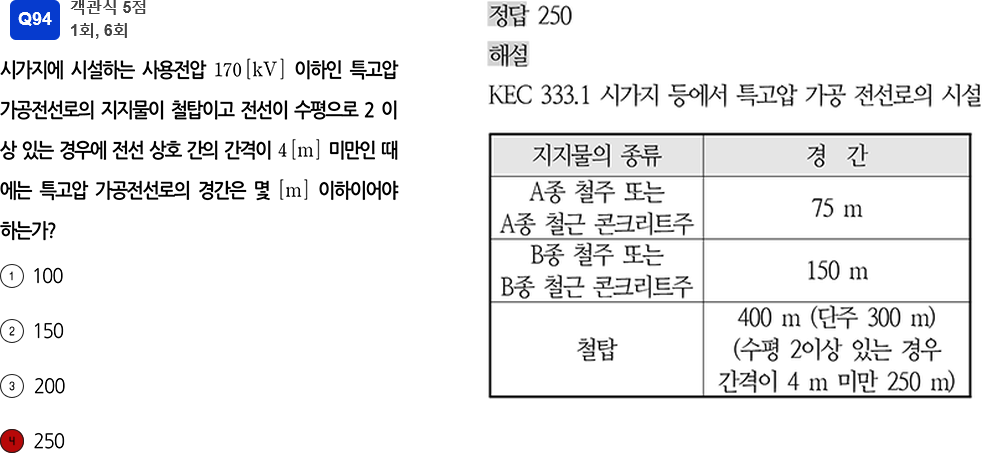 Q94
객관식 5점
1회, 6회
시가지에 시설하는 사용전압 170[kV] 이하인 특고압
가공전선로의 지지물이 철탑이고 전선이 수평으로 2 이
상 있는 경우에 전선 상호 간의 간격이 4[m] 미만인 때
에는 특고압 가공전선로의 경간은 몇 [m] 이하이어야
하는가?
1 100
2 150
3 200
4 250
정답 250
해설
KEC 333.1 시가지 등에서 특고압 가공 전선로의 시설
지지물의 종류 경 간
A종 철주 또는
A종 철근 콘크리트주
75 m
B종 철주 또는
B종 철근 콘크리트주
150 m
철탑
400 m (단주 300 m)
(수평 2이상 있는 경우
간격이 4 m 미만 250 m)